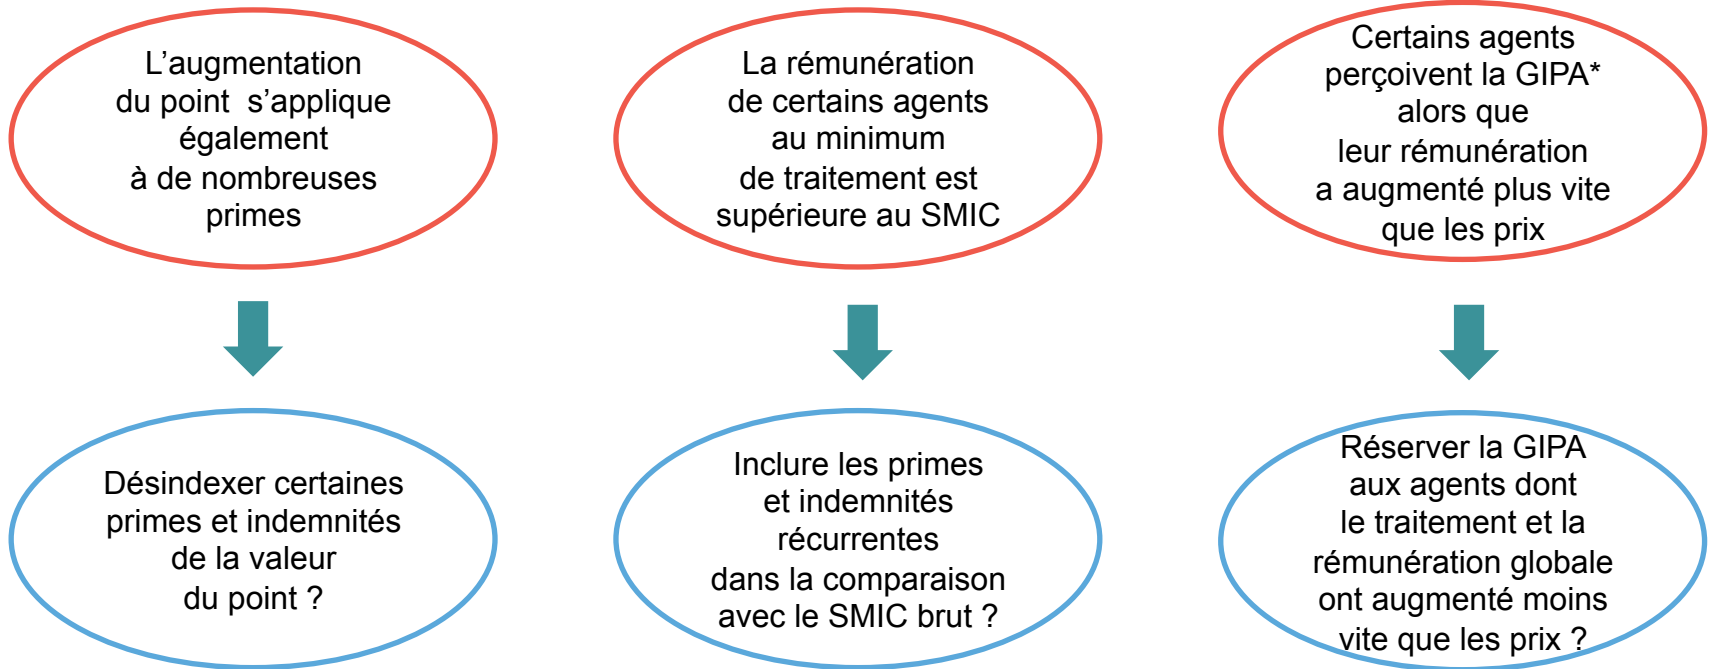 L’augmentation
du point  s’applique
également
à de nombreuses
primes
La rémunération
de certains agents
au minimum
de traitement est
supérieure au SMIC
Certains agents
perçoivent la GIPA*
alors que
leur rémunération
a augmenté plus vite
que les prix
Désindexer certaines
primes et indemnités
de la valeur
du point ?
Inclure les primes
et indemnités
récurrentes
dans la comparaison
avec le SMIC brut ?
Réserver la GIPA
aux agents dont
le traitement et la
rémunération globale
ont augmenté moins
vite que les prix ?